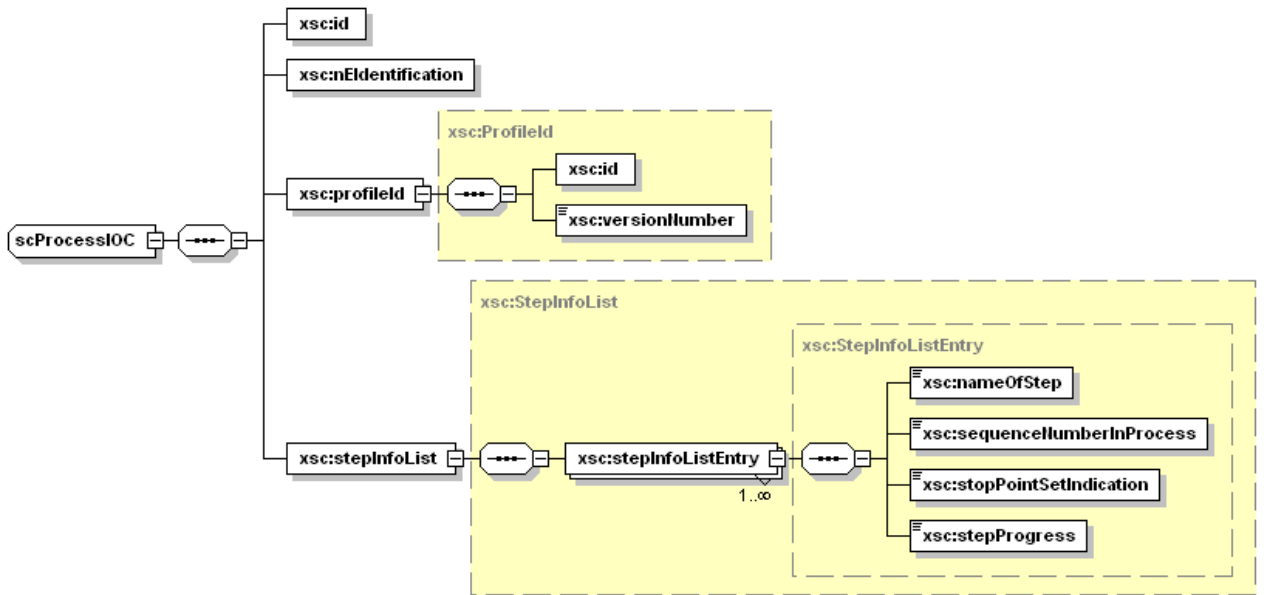 xsc:id
xsc:nEIdentification
xsc:ProfileId
xsc:id
xsc:profileId
xsc:versionNumber
scProcessIOC
xsc:StepInfoList
xsc:StepInfoListEntry
xsc:nameOfStep
xsc:sequenceNumberInProcess
xsc:stepInfoList
xsc:stepInfoListEntry
1..∞
xsc:stopPointSetIndication
xsc:stepProgress